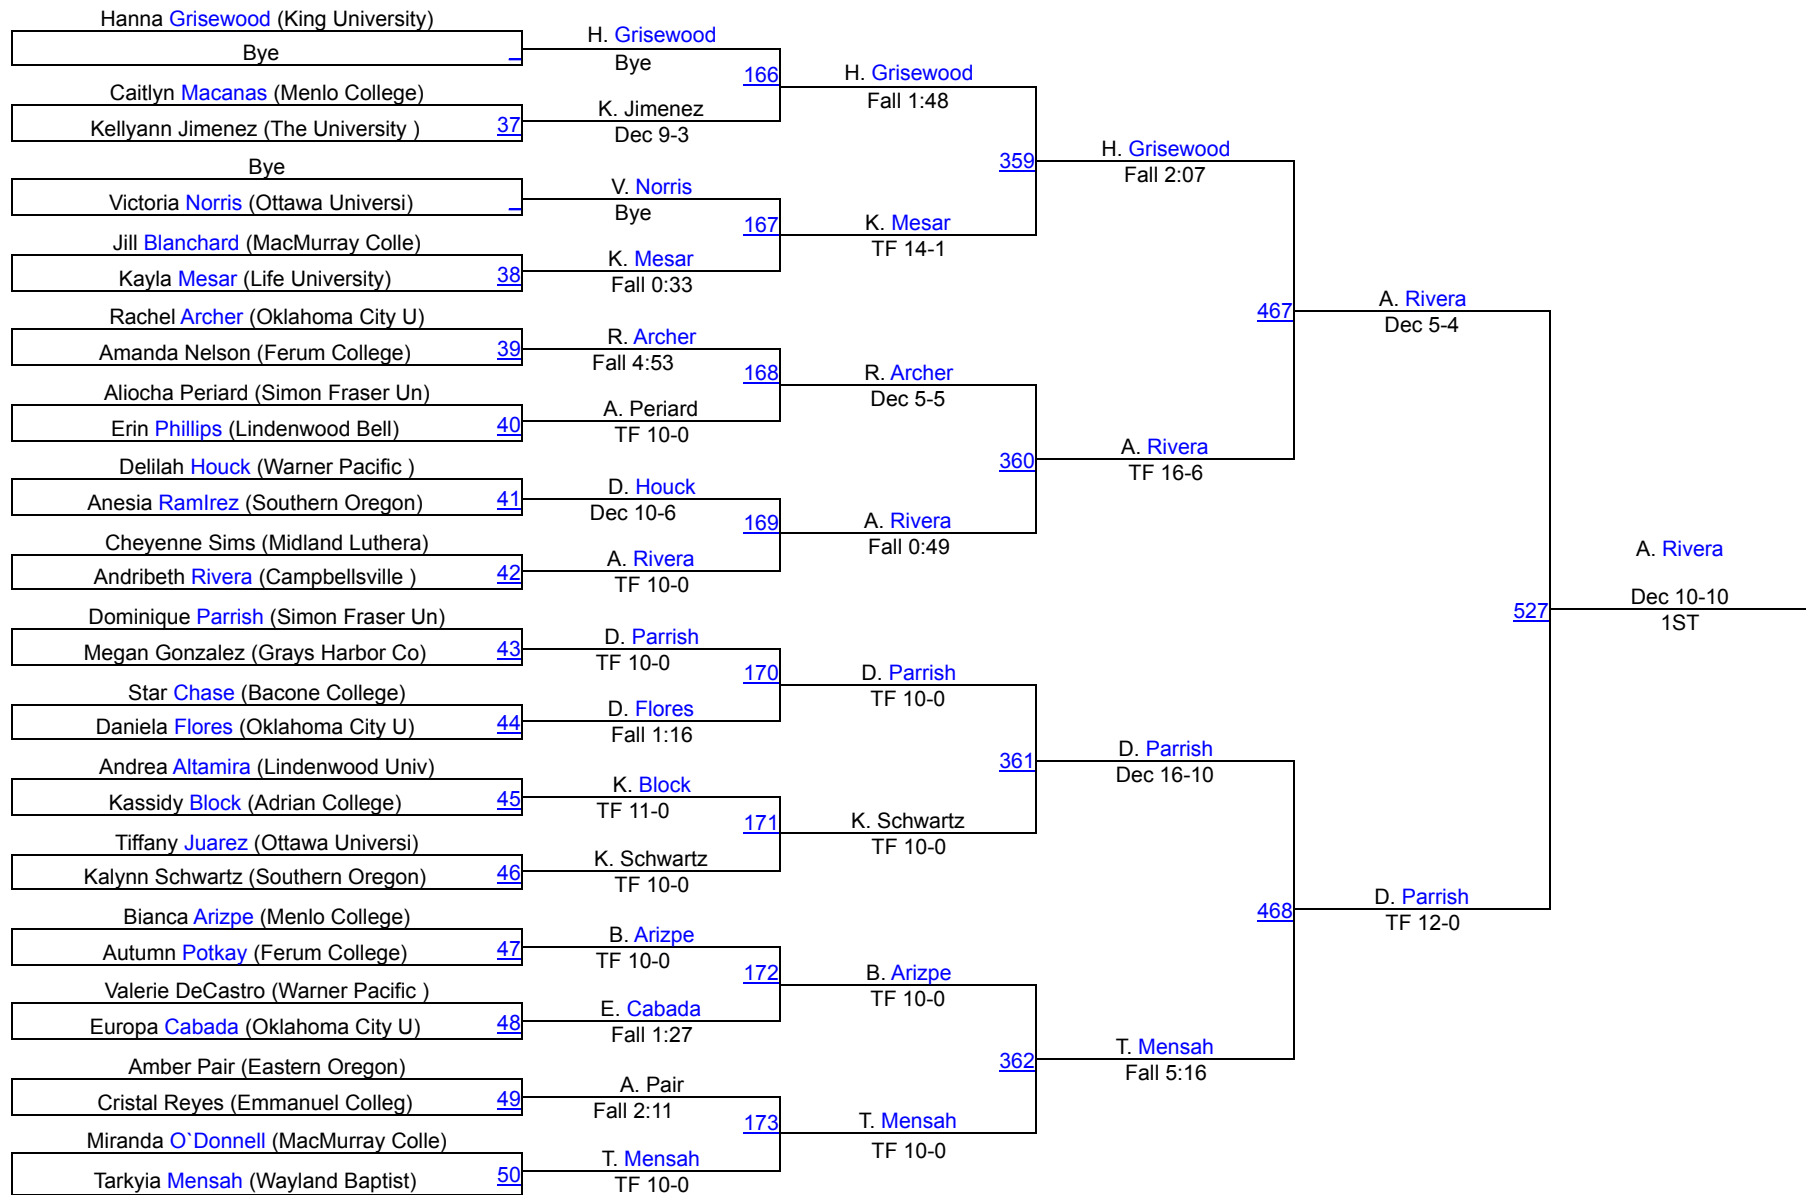 Hanna Grisewood (King University)
Bye
Caitlyn Macanas (Menlo College)
Kellyann Jimenez (The University ) 37
Bye
Victoria Norris (Ottawa Universi)
Jill Blanchard (MacMurray Colle)
Kayla Mesar (Life University) 38
Rachel Archer (Oklahoma City U)
Amanda Nelson (Ferum College) 39
Aliocha Periard (Simon Fraser Un)
Erin Phillips (Lindenwood Bell) 40
Delilah Houck (Warner Pacific )
Anesia RamIrez (Southern Oregon) 41
Cheyenne Sims (Midland Luthera)
Andribeth Rivera (Campbellsville ) 42
Dominique Parrish (Simon Fraser Un)
Megan Gonzalez (Grays Harbor Co) 43
Star Chase (Bacone College)
Daniela Flores (Oklahoma City U) 44
Andrea Altamira (Lindenwood Univ)
Kassidy Block (Adrian College) 45
Tiffany Juarez (Ottawa Universi)
Kalynn Schwartz (Southern Oregon) 46
Bianca Arizpe (Menlo College)
Autumn Potkay (Ferum College) 47
Valerie DeCastro (Warner Pacific )
Europa Cabada (Oklahoma City U) 48
Amber Pair (Eastern Oregon)
Cristal Reyes (Emmanuel Colleg) 49
Miranda O`Donnell (MacMurray Colle)
Tarkyia Mensah (Wayland Baptist) 50
H. Grisewood
Bye
166
K. Jimenez
Dec 9-3
V. Norris
Bye
167
K. Mesar
Fall 0:33
R. Archer
Fall 4:53
168
A. Periard
TF 10-0
D. Houck
Dec 10-6
169
A. Rivera
TF 10-0
D. Parrish
TF 10-0
170
D. Flores
Fall 1:16
K. Block
TF 11-0
171
K. Schwartz
TF 10-0
B. Arizpe
TF 10-0
172
E. Cabada
Fall 1:27
A. Pair
Fall 2:11
173
T. Mensah
TF 10-0
H. Grisewood
Fall 1:48
359
K. Mesar
TF 14-1
R. Archer
Dec 5-5
360
A. Rivera
Fall 0:49
D. Parrish
TF 10-0
361
K. Schwartz
TF 10-0
B. Arizpe
TF 10-0
362
T. Mensah
TF 10-0
H. Grisewood
Fall 2:07
467
A. Rivera
TF 16-6
D. Parrish
Dec 16-10
468
T. Mensah
Fall 5:16
A. Rivera
Dec 5-4
527
D. Parrish
TF 12-0
A. Rivera
Dec 10-10
1ST